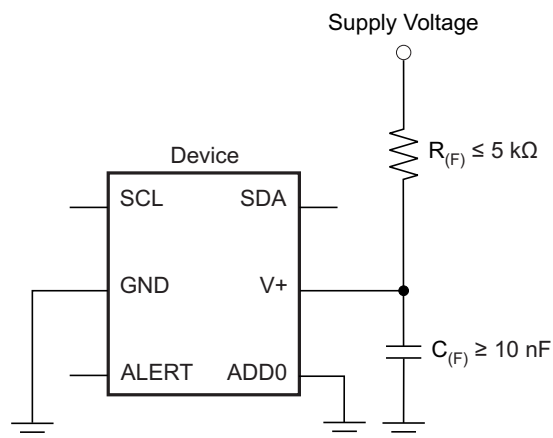 Supply Voltage
R(F) ≤ 5 kΩ
Device
SCL SDA
GND V+
C(F) ≥ 10 nF
ALERT ADD0